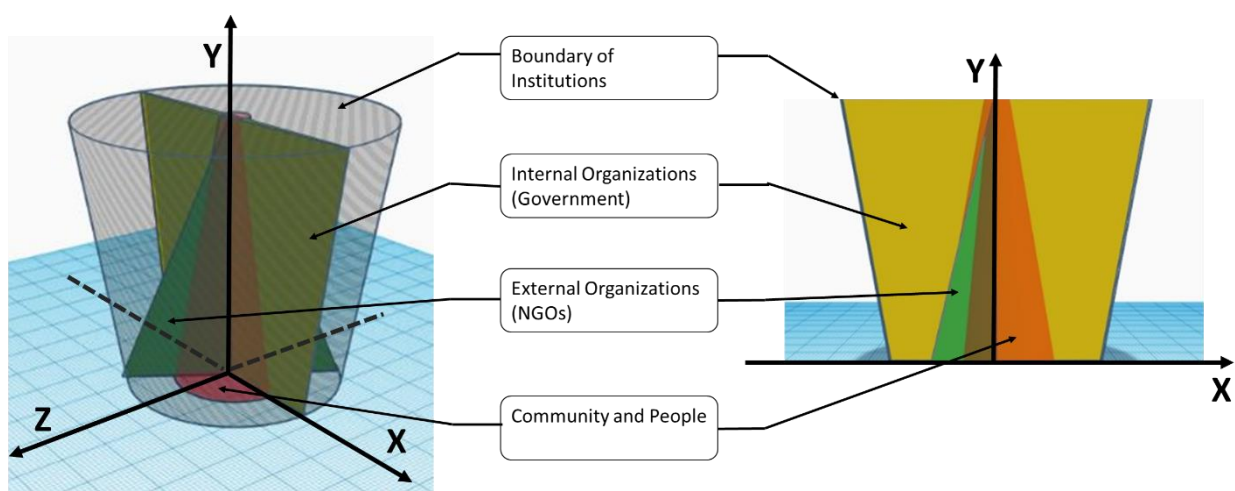 Y
Z
X
Boundary of
Institutions
Internal Organizations
(Government)
External Organizations
(NGOs)
Community and People
Y
X